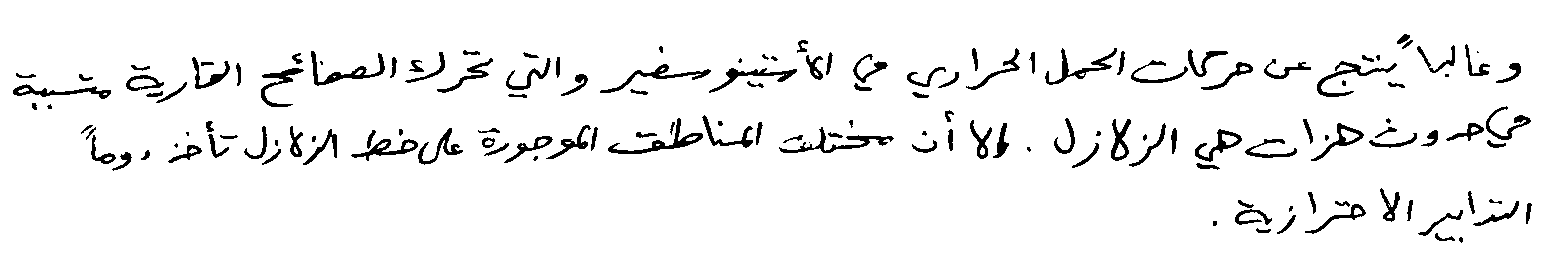 وغالباً ينتج عن حركات الحمل الحراري في الأستينوسفير والتي تحرك الصفائح القارية متسببة
في حدوث هزات هي الزلازل . إلا أن مختلف المناطق الموجودة على خط الزلازل تأخذ دوماً
التدابير الاحترازية .